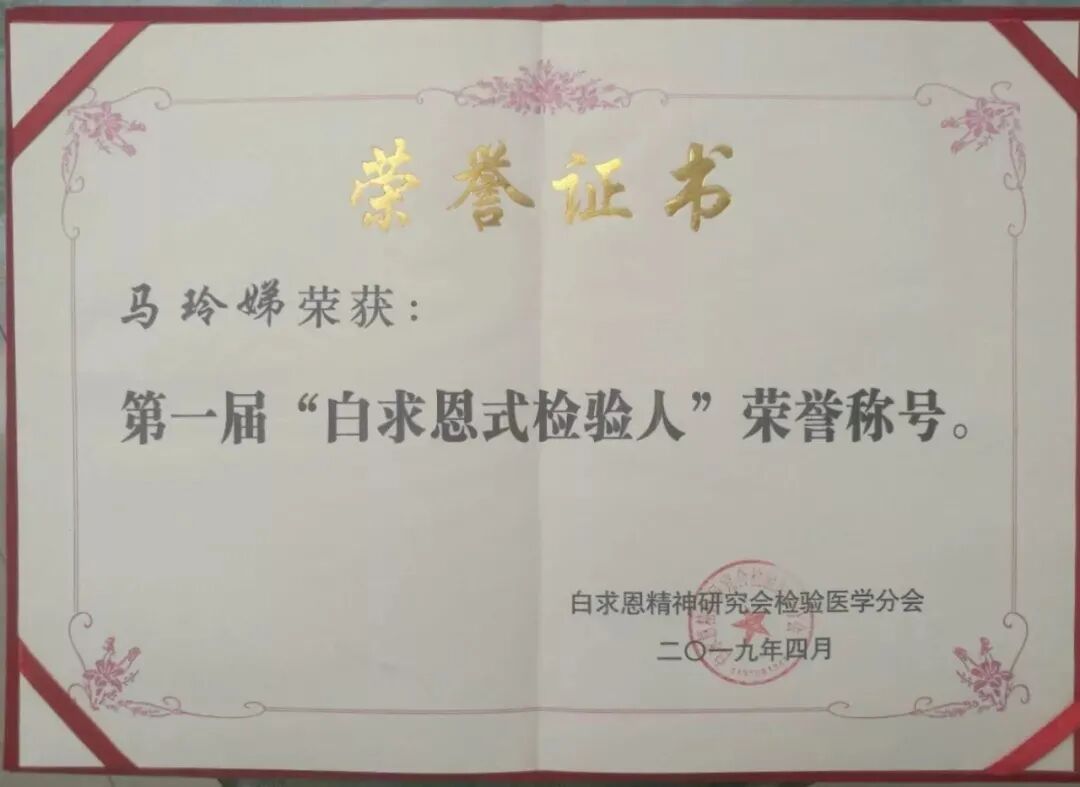 荣誉证书
马玲娣荣获：
第一届“白求恩式检验人”荣誉称号。
白求恩精神研究会检验医学分会
二〇一九年四月